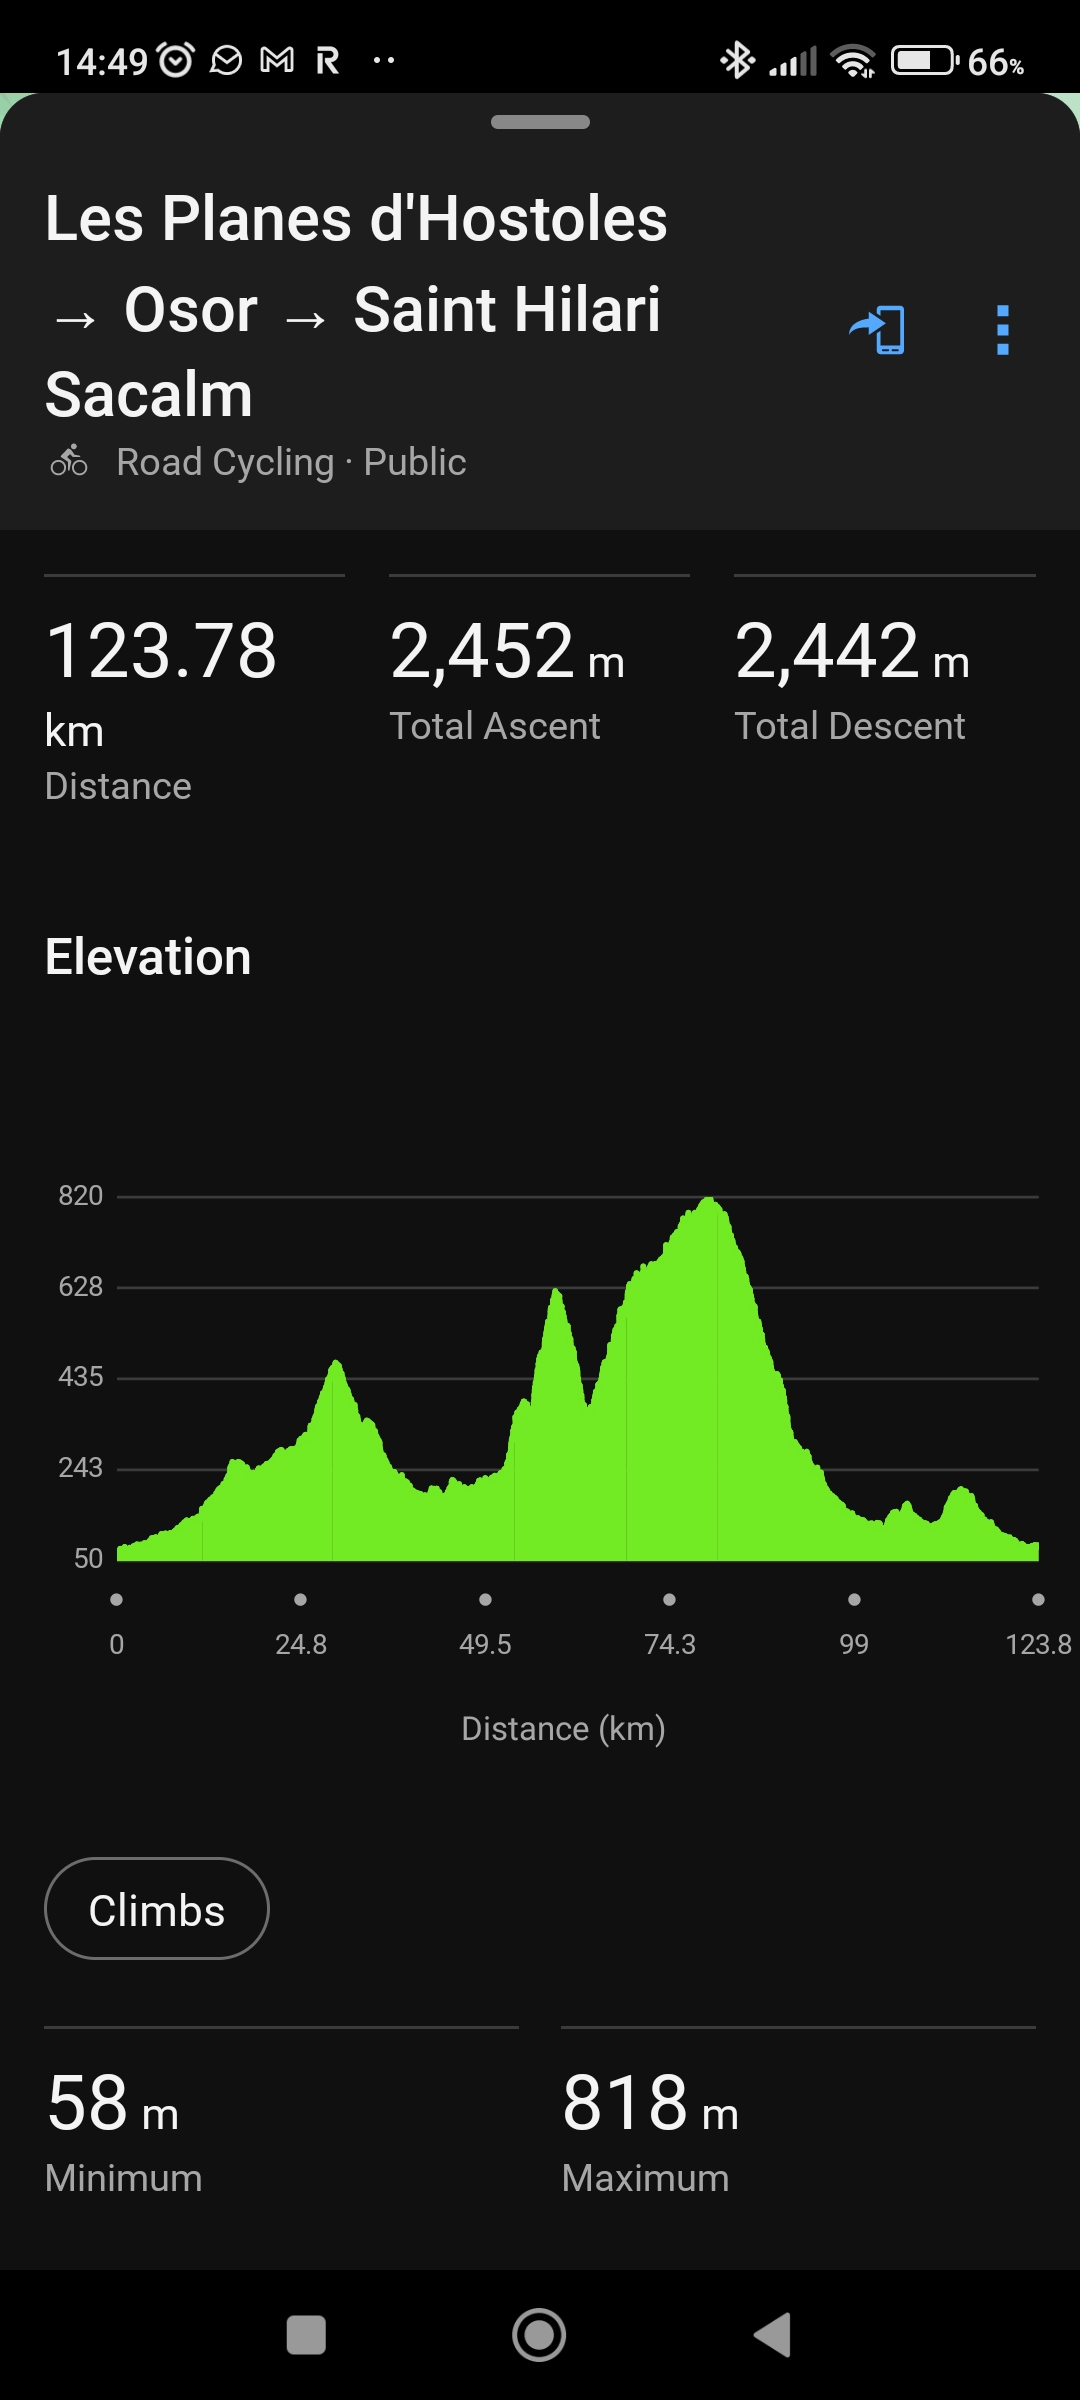 14:49 66%
Les Planes d'Hostoles
→ Osor → Saint Hilari
Sacalm
Road Cycling · Public
123.78 2,452 m 2,442 m
km Total Ascent Total Descent
Distance
Elevation
820
628
435
243
50
0 24.8 49.5 74.3 99 123.8
Distance (km)
Climbs
58 m 818 m
Minimum Maximum